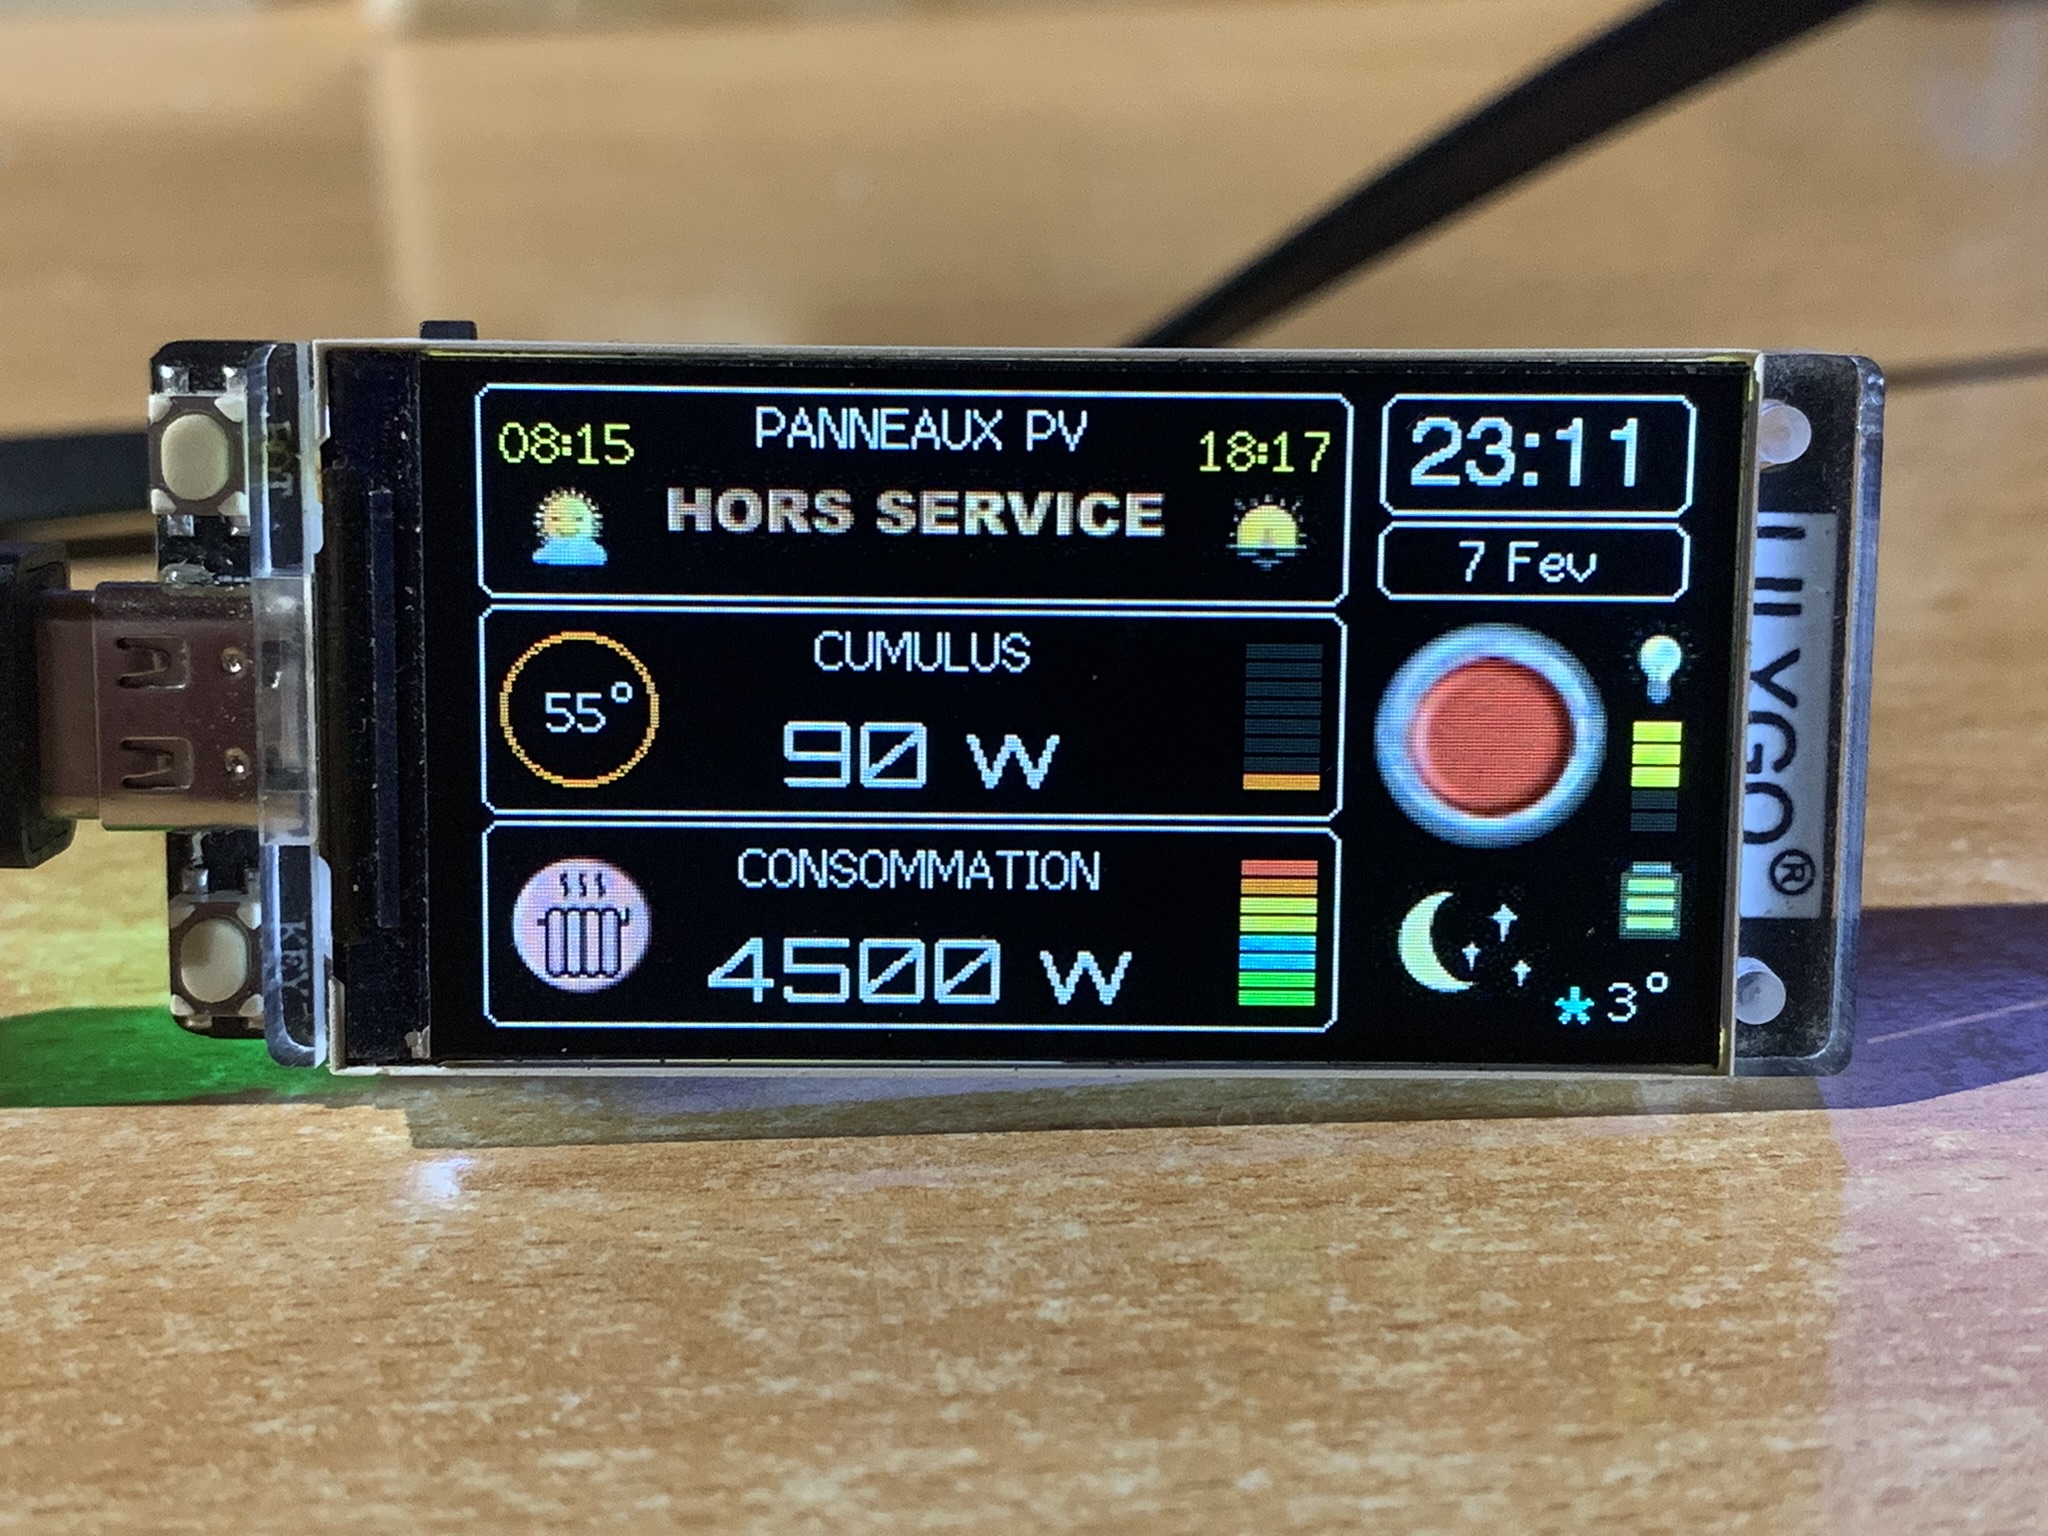 08:15
PANNEAUX PV
18:17
HORS SERVICE
23:11
7 Fev
55°
CUMULUS
90 W
CONSOMMATION
4500 W
3°
LILYGO®
KEY